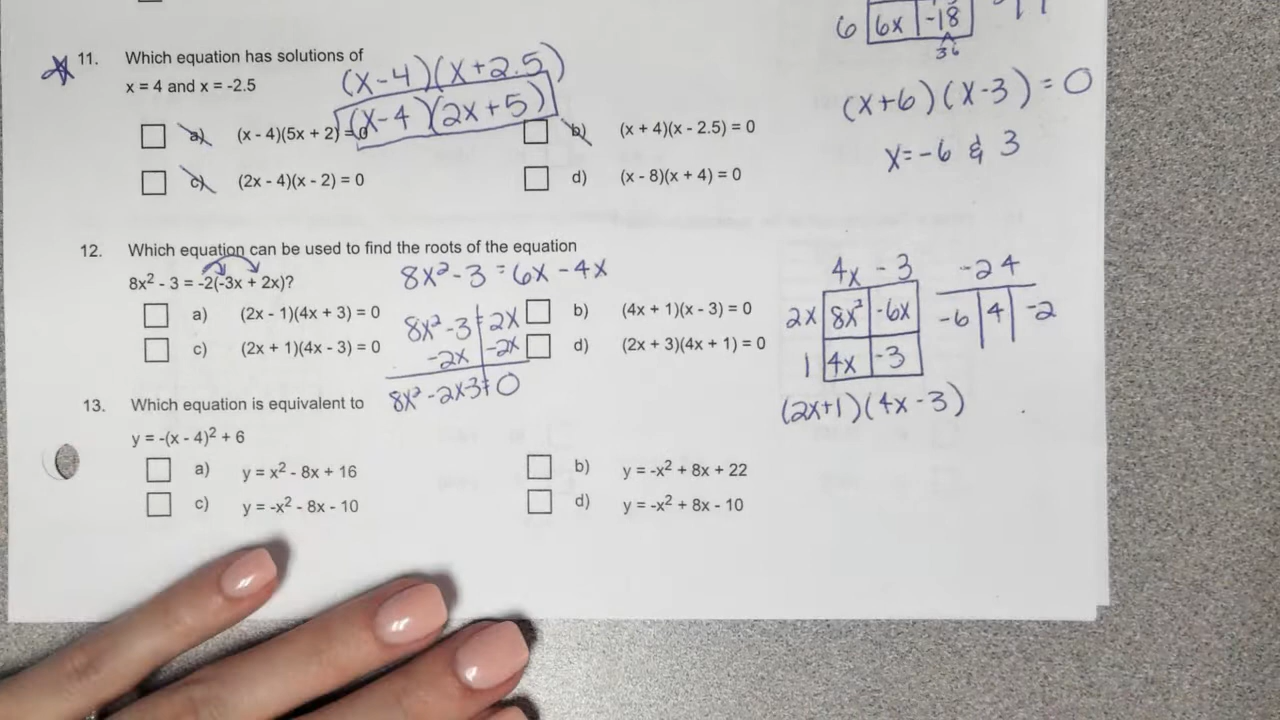 6 6x -18
36
11. Which equation has solutions of
x = 4 and x = -2.5
(x-4)(x+2.5)
(x-4)(2x+5)
(x+6)(x-3)=0
x=-6 & 3
a) (x - 4)(5x + 2) = 0
b) (x + 4)(x - 2.5) = 0
c) (2x - 4)(x - 2) = 0
d) (x - 8)(x + 4) = 0
12. Which equation can be used to find the roots of the equation
8x² - 3 = -2(-3x + 2x)?
8x²-3=6x-4x
a) (2x - 1)(4x + 3) = 0
b) (4x + 1)(x - 3) = 0
c) (2x + 1)(4x - 3) = 0
d) (2x + 3)(4x + 1) = 0
8x²-3=2x
-2x -2x
8x²-2x-3=0
4x -3
2x 8x² -6x
1 4x -3
-24
-6 4 -2
(2x+1)(4x-3)
13. Which equation is equivalent to
y = -(x - 4)² + 6
a) y = x² - 8x + 16
b) y = -x² + 8x + 22
c) y = -x² - 8x - 10
d) y = -x² + 8x - 10